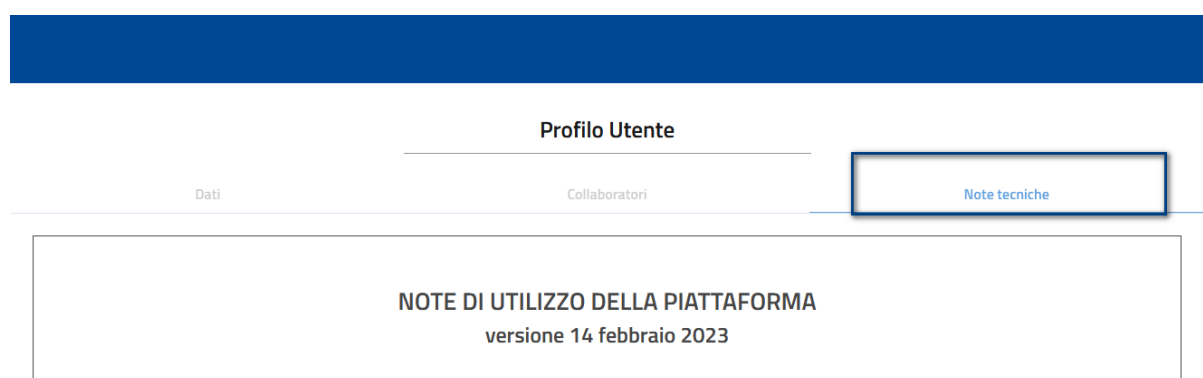 Profilo Utente
Dati
Collaboratori
Note tecniche
NOTE DI UTILIZZO DELLA PIATTAFORMA
versione 14 febbraio 2023